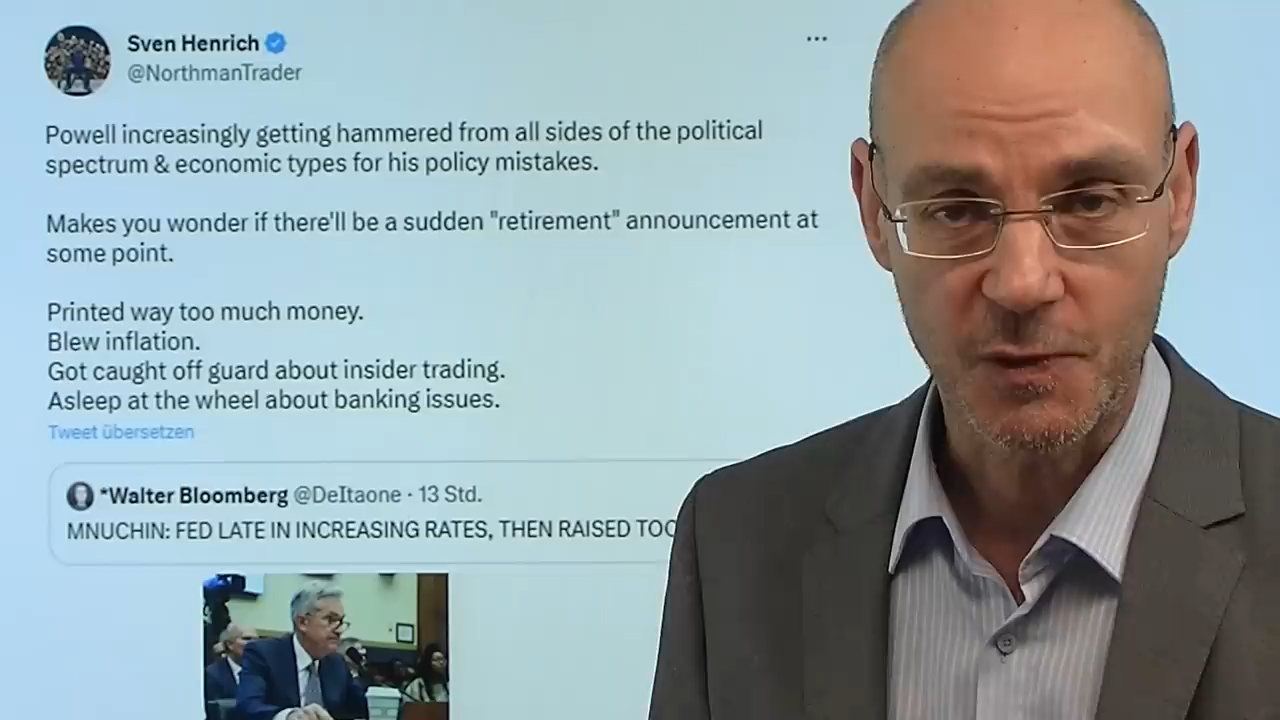 Sven Henrich
...
@NorthmanTrader
Powell increasingly getting hammered from all sides of the political
spectrum & economic types for his policy mistakes.
Makes you wonder if there'll be a sudden "retirement" announcement at
some point.
Printed way too much money.
Blew inflation.
Got caught off guard about insider trading.
Asleep at the wheel about banking issues.
Tweet übersetzen
*Walter Bloomberg @DeItaone · 13 Std.
MNUCHIN: FED LATE IN INCREASING RATES, THEN RAISED TOO